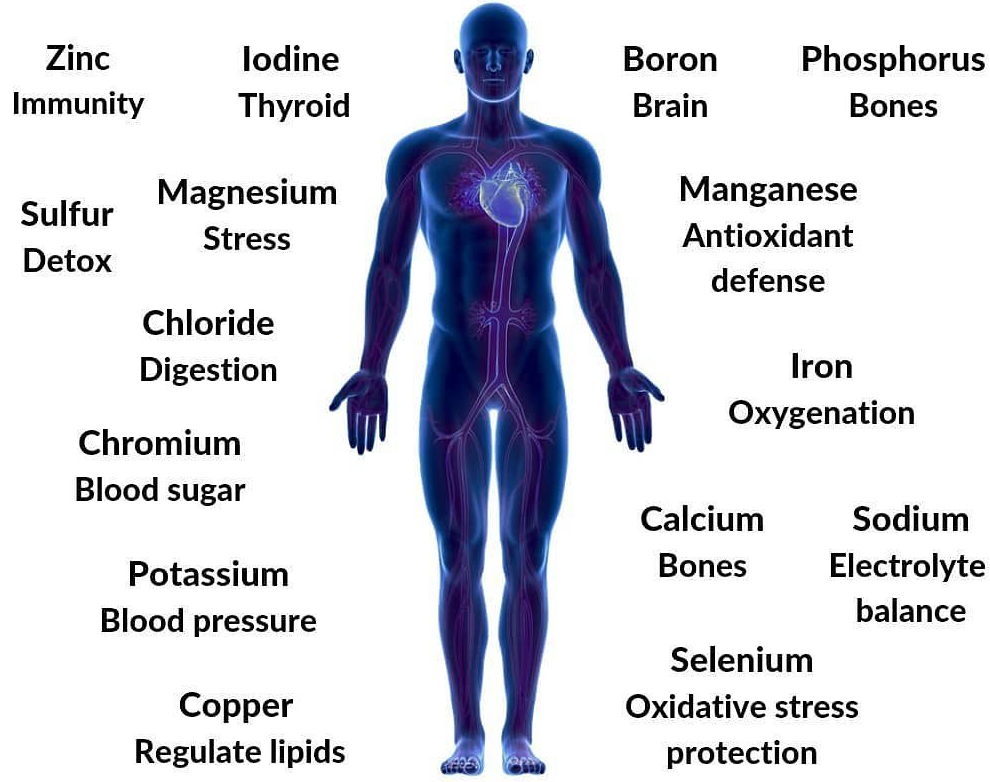 Zinc
Immunity
Iodine
Thyroid
Boron
Brain
Phosphorus
Bones
Sulfur
Detox
Magnesium
Stress
Manganese
Antioxidant
defense
Chloride
Digestion
Iron
Oxygenation
Chromium
Blood sugar
Calcium
Bones
Sodium
Electrolyte
balance
Potassium
Blood pressure
Selenium
Oxidative stress
protection
Copper
Regulate lipids